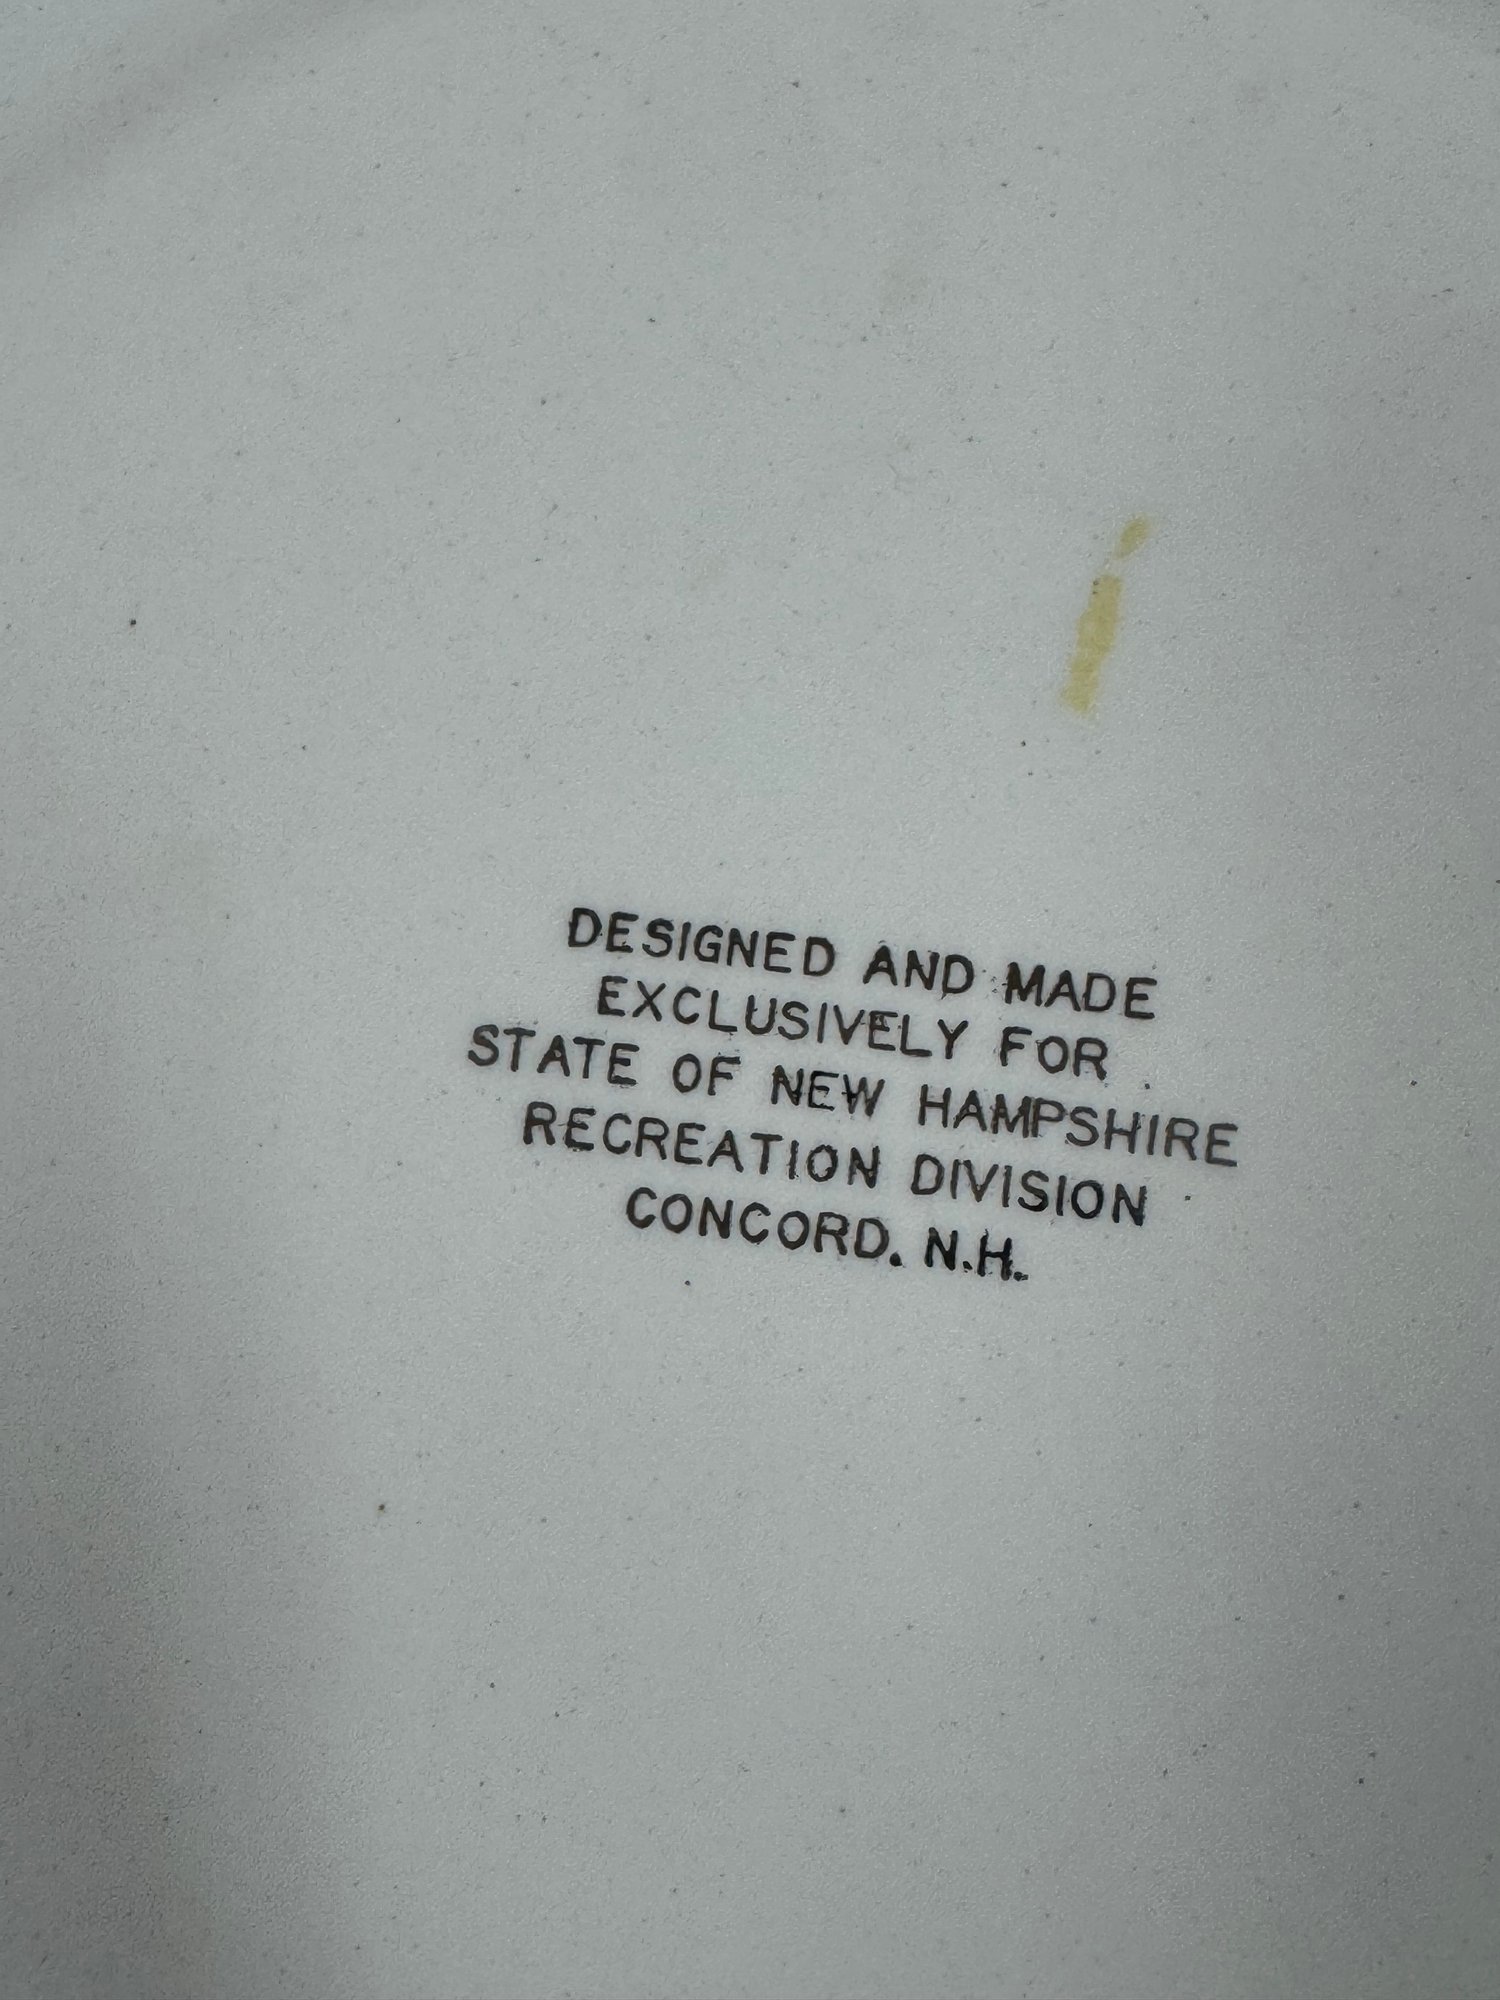 DESIGNED AND MADE
EXCLUSIVELY FOR
STATE OF NEW HAMPSHIRE
RECREATION DIVISION
CONCORD. N.H.